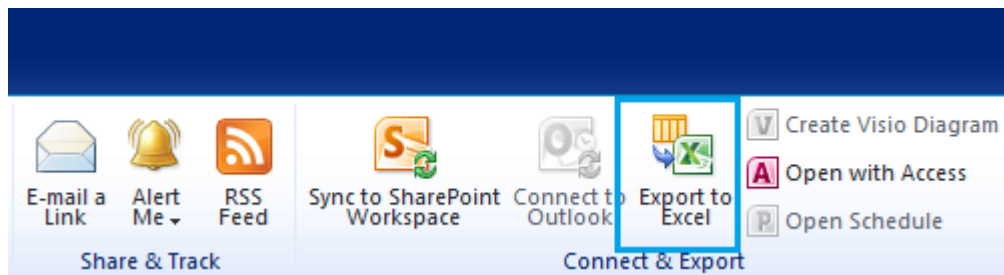 E-mail a
Link
Alert
Me
RSS
Feed
Sync to SharePoint
Workspace
Connect to
Outlook
Export to
Excel
Create Visio Diagram
Open with Access
Open Schedule
Share & Track
Connect & Export